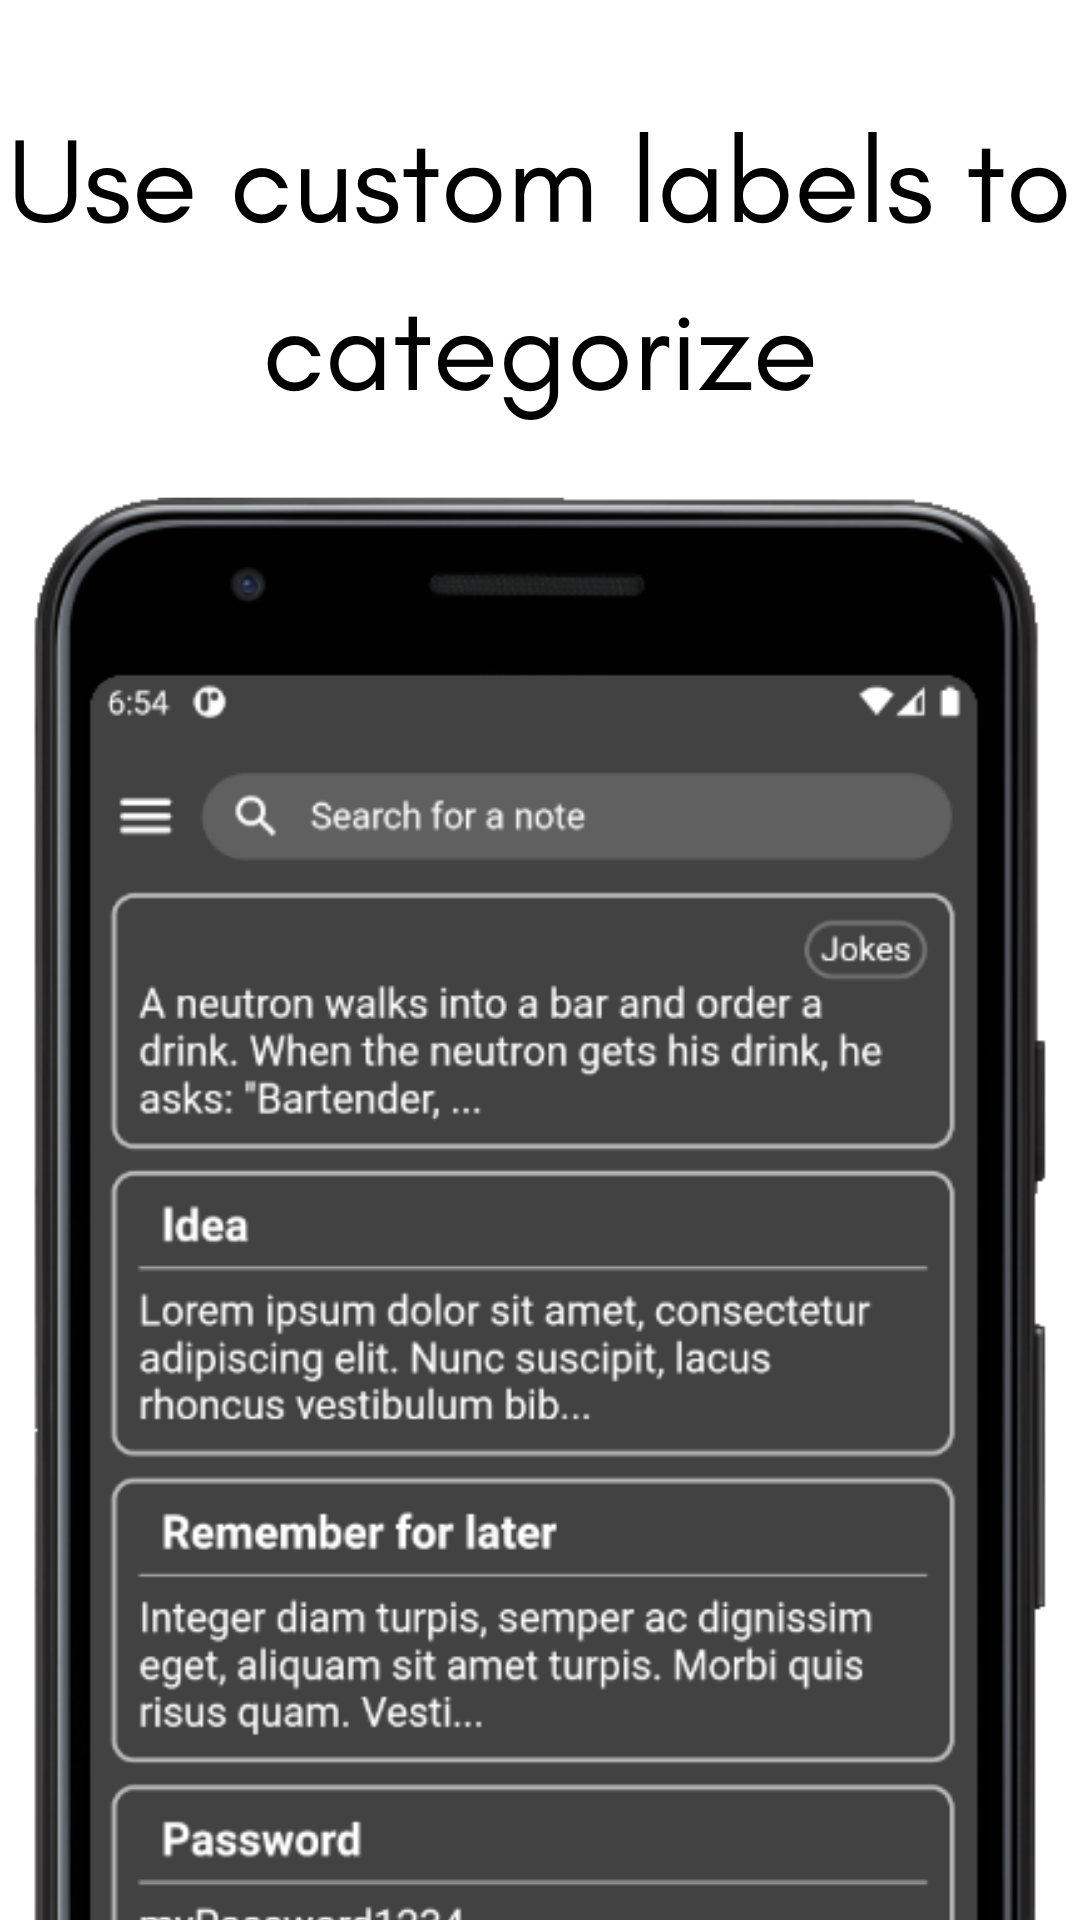 Use custom labels to
categorize
6:54
Search for a note
Jokes
A neutron walks into a bar and order a
drink. When the neutron gets his drink, he
asks: "Bartender, ...
Idea
Lorem ipsum dolor sit amet, consectetur
adipiscing elit. Nunc suscipit, lacus
rhoncus vestibulum bib...
Remember for later
Integer diam turpis, semper ac dignissim
eget, aliquam sit amet turpis. Morbi quis
risus quam. Vesti...
Password
myPassword1234